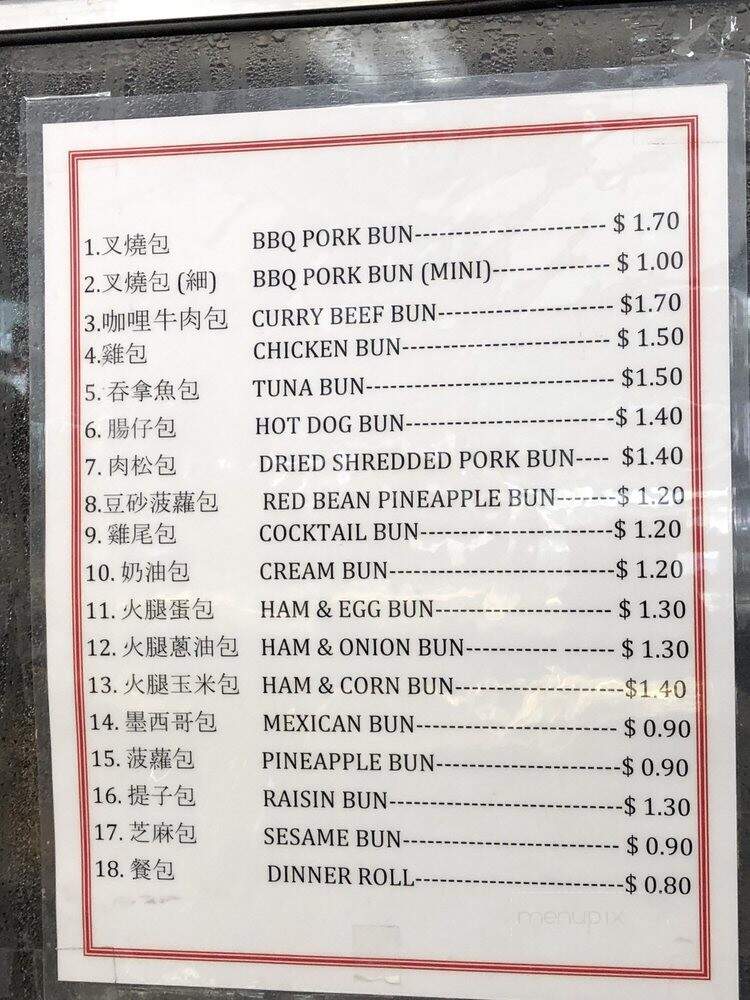 1.叉燒包 BBQ PORK BUN----------------------- $ 1.70
2.叉燒包 (細) BBQ PORK BUN (MINI)-------------- $ 1.00
3.咖哩牛肉包 CURRY BEEF BUN--------------------- $1.70
4.雞包 CHICKEN BUN------------------------- $ 1.50
5. 吞拿魚包 TUNA BUN------------------------------ $1.50
6. 腸仔包 HOT DOG BUN-------------------------$ 1.40
7. 肉松包 DRIED SHREDDED PORK BUN---- $1.40
8.豆砂菠蘿包 RED BEAN PINEAPPLE BUN-------$ 1.20
9. 雞尾包 COCKTAIL BUN-----------------------$ 1.20
10. 奶油包 CREAM BUN---------------------------$ 1.20
11. 火腿蛋包 HAM & EGG BUN--------------------- $ 1.30
12. 火腿蔥油包 HAM & ONION BUN----------- ------ $ 1.30
13. 火腿玉米包 HAM & CORN BUN--------------------$1.40
14. 墨西哥包 MEXICAN BUN------------------------ $ 0.90
15. 菠蘿包 PINEAPPLE BUN----------------------$ 0.90
16. 提子包 RAISIN BUN----------------------------$ 1.30
17. 芝麻包 SESAME BUN-------------------------- $ 0.90
18. 餐包 DINNER ROLL-------------------------$ 0.80
menupix